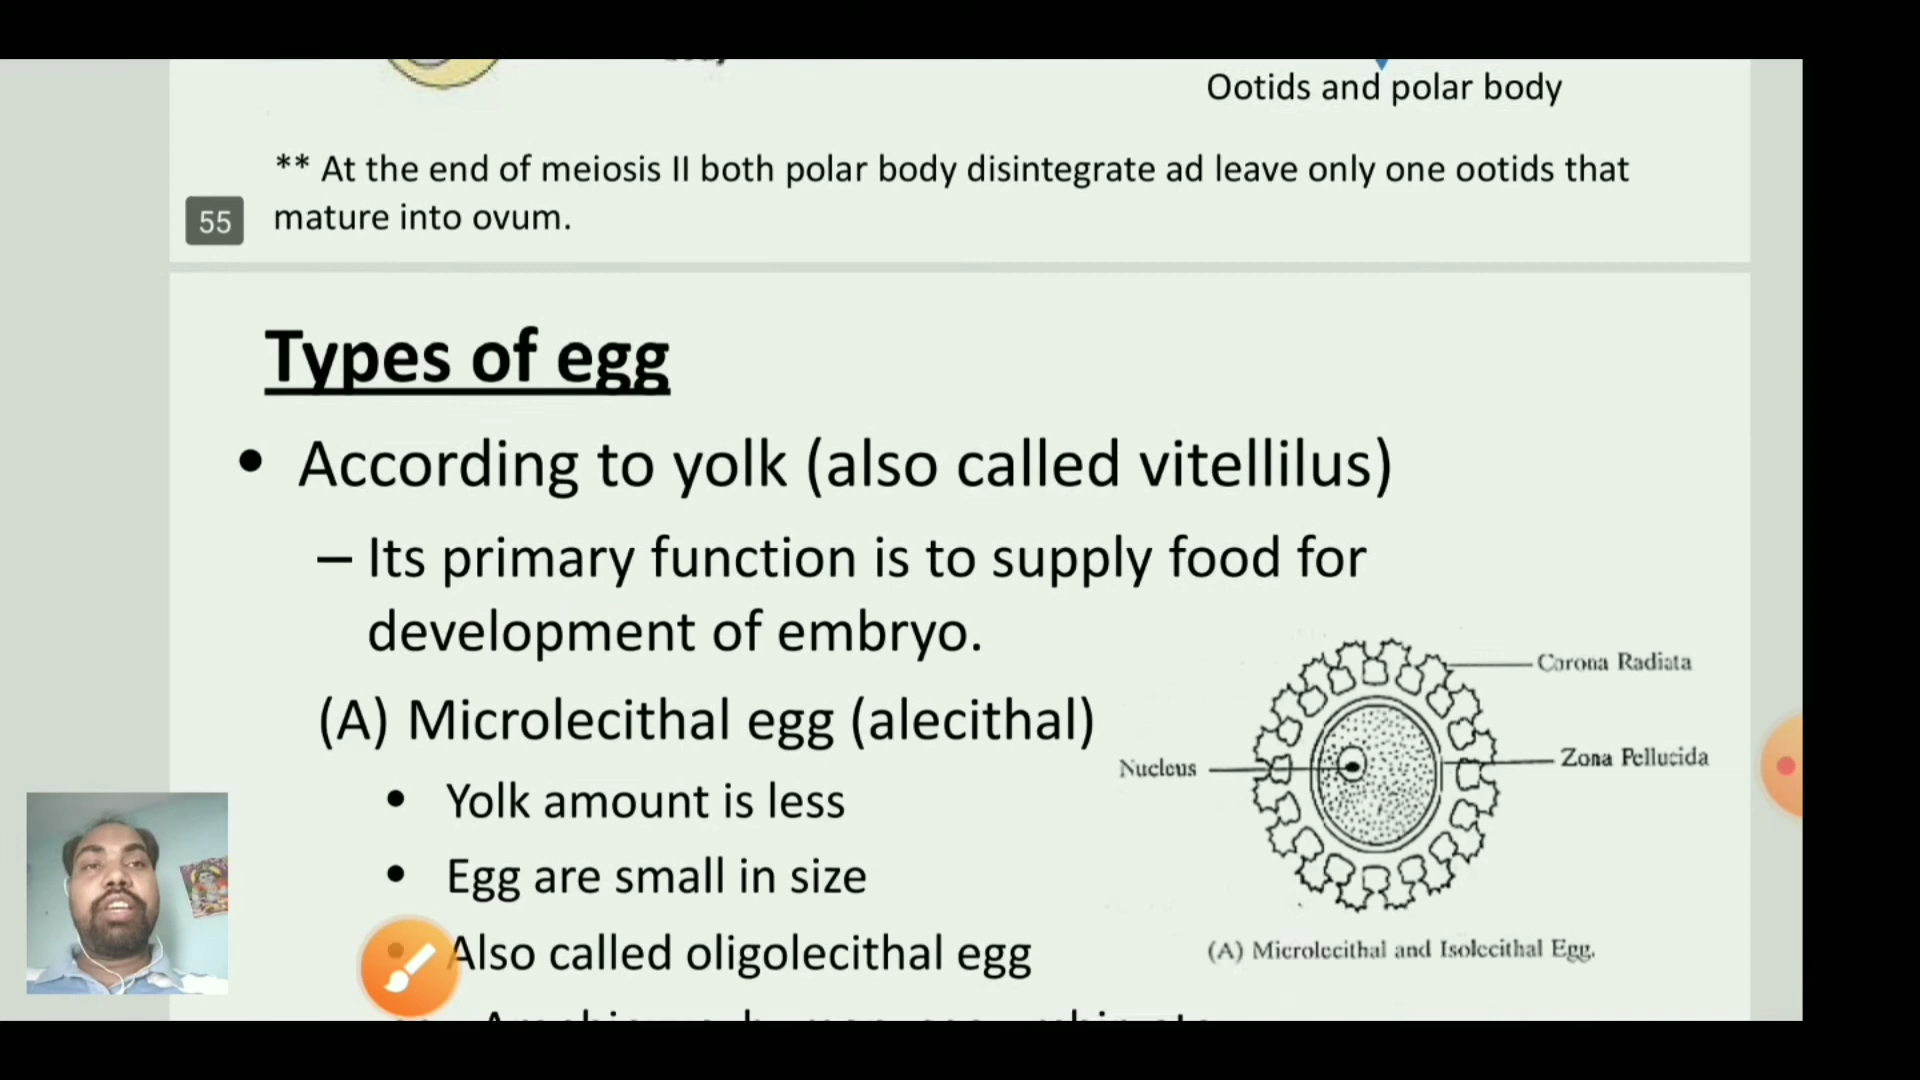 Ootids and polar body
** At the end of meiosis II both polar body disintegrate ad leave only one ootids that
55
mature into ovum.
Types of egg
• According to yolk (also called vitellilus)
– Its primary function is to supply food for
development of embryo.
Corona Radiata
(A) Microlecithal egg (alecithal)
Nucleus
Zona Pellucida
• Yolk amount is less
• Egg are small in size
Also called oligolecithal egg
(A) Microlecithal and Isolecithal Egg.